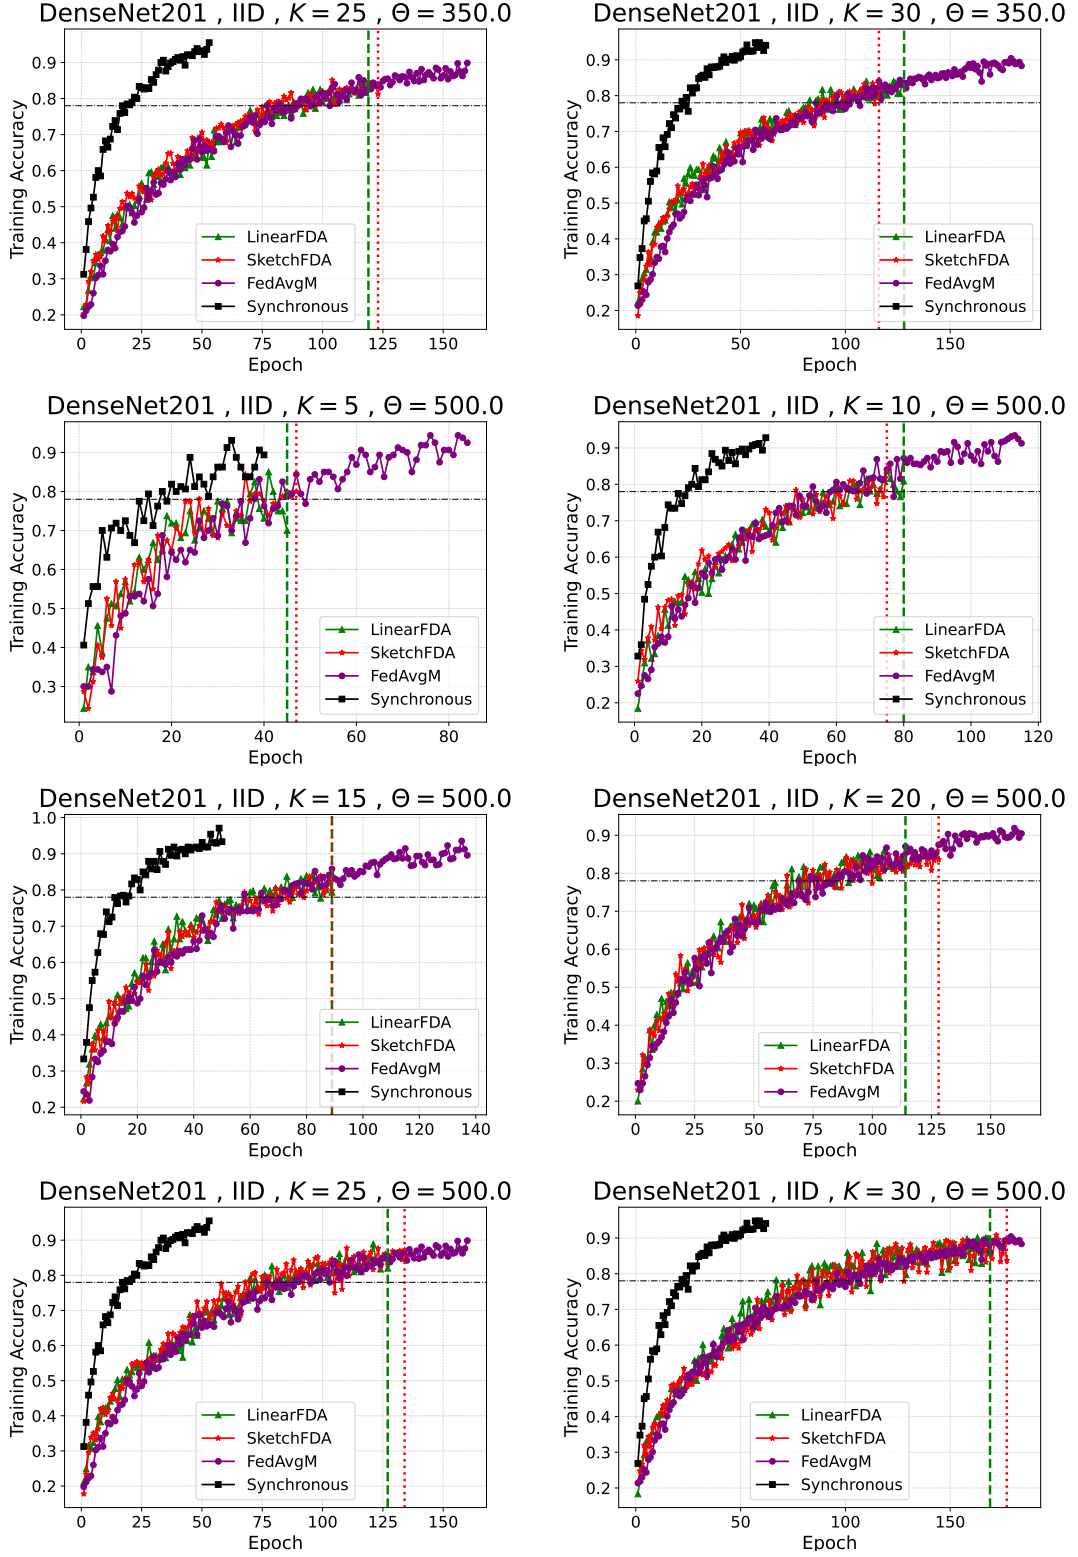 DenseNet201 , IID , K = 25 , Θ = 350.0
Training Accuracy
0.9
0.8
0.7
0.6
0.5
0.4
0.3
0.2
LinearFDA
SketchFDA
FedAvgM
Synchronous
0 25 50 75 100 125 150
Epoch
DenseNet201 , IID , K = 30 , Θ = 350.0
Training Accuracy
0.9
0.8
0.7
0.6
0.5
0.4
0.3
0.2
LinearFDA
SketchFDA
FedAvgM
Synchronous
0 50 100 150
Epoch
DenseNet201 , IID , K = 5 , Θ = 500.0
Training Accuracy
0.9
0.8
0.7
0.6
0.5
0.4
0.3
LinearFDA
SketchFDA
FedAvgM
Synchronous
0 20 40 60 80
Epoch
DenseNet201 , IID , K = 10 , Θ = 500.0
Training Accuracy
0.9
0.8
0.7
0.6
0.5
0.4
0.3
0.2
LinearFDA
SketchFDA
FedAvgM
Synchronous
0 20 40 60 80 100 120
Epoch
DenseNet201 , IID , K = 15 , Θ = 500.0
Training Accuracy
1.0
0.9
0.8
0.7
0.6
0.5
0.4
0.3
0.2
LinearFDA
SketchFDA
FedAvgM
Synchronous
0 20 40 60 80 100 120 140
Epoch
DenseNet201 , IID , K = 20 , Θ = 500.0
Training Accuracy
0.9
0.8
0.7
0.6
0.5
0.4
0.3
0.2
LinearFDA
SketchFDA
FedAvgM
0 25 50 75 100 125 150
Epoch
DenseNet201 , IID , K = 25 , Θ = 500.0
Training Accuracy
0.9
0.8
0.7
0.6
0.5
0.4
0.3
0.2
LinearFDA
SketchFDA
FedAvgM
Synchronous
0 25 50 75 100 125 150
Epoch
DenseNet201 , IID , K = 30 , Θ = 500.0
Training Accuracy
0.9
0.8
0.7
0.6
0.5
0.4
0.3
0.2
LinearFDA
SketchFDA
FedAvgM
Synchronous
0 50 100 150
Epoch